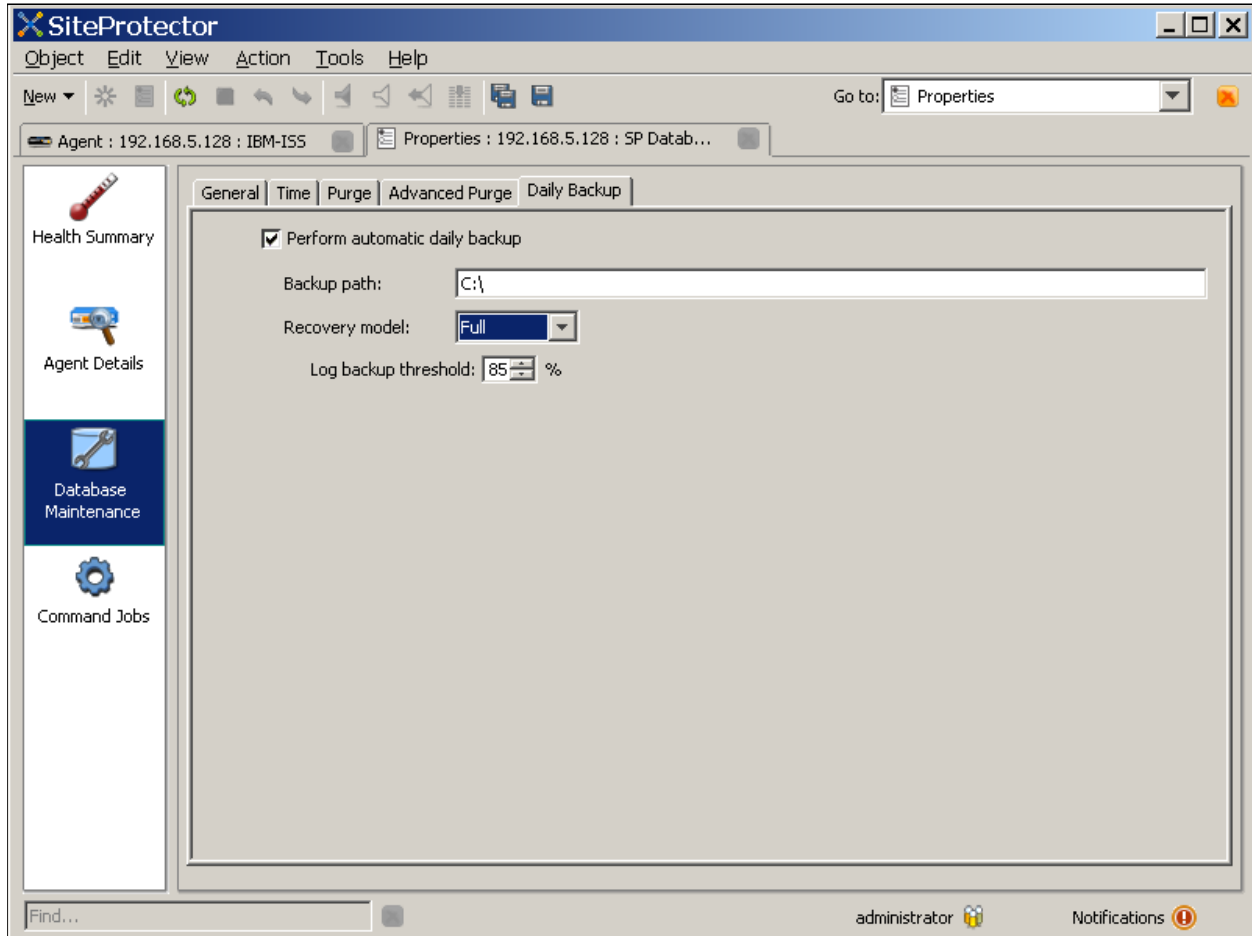 SiteProtector
Object Edit View Action Tools Help
New Go to: Properties
Agent : 192.168.5.128 : IBM-ISS Properties : 192.168.5.128 : SP Datab...
General Time Purge Advanced Purge Daily Backup
Health Summary
Perform automatic daily backup
Backup path: C:\
Recovery model: Full
Log backup threshold: 85 %
Agent Details
Database
Maintenance
Command Jobs
Find... administrator Notifications